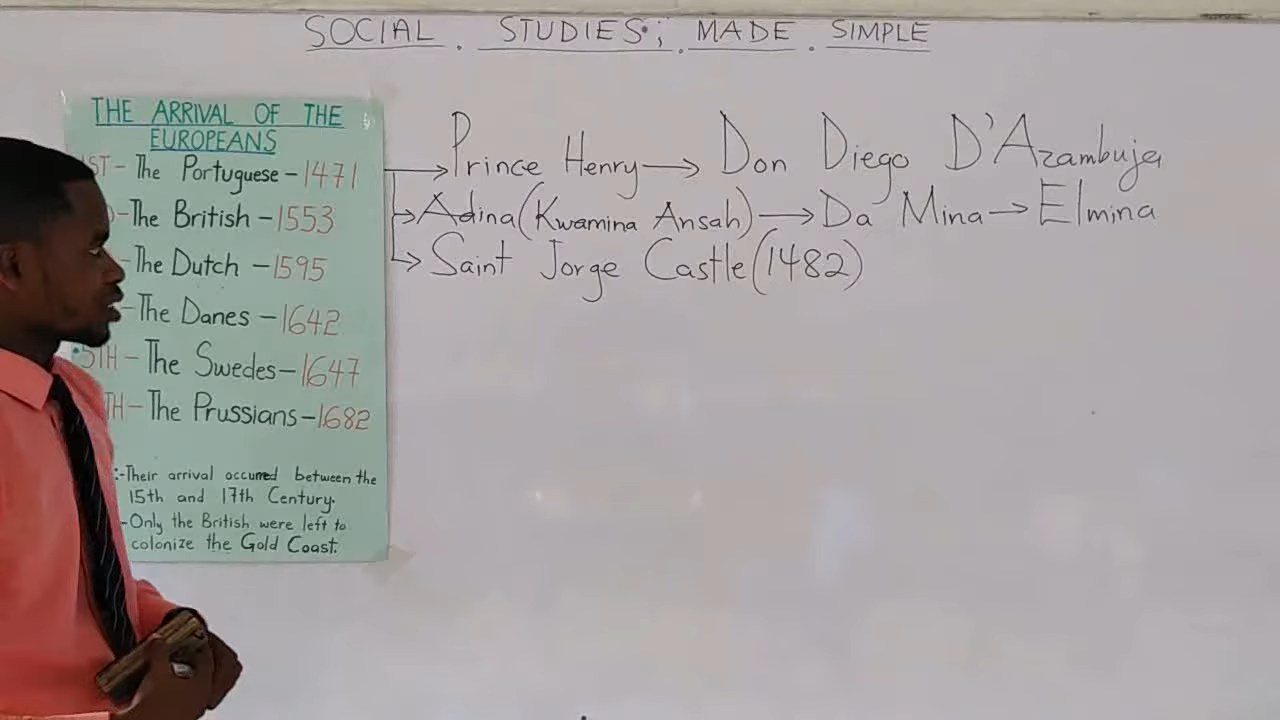 SOCIAL . STUDIES; . MADE . SIMPLE
THE ARRIVAL OF THE
EUROPEANS
1ST - The Portuguese - 1471
- The British - 1553
- The Dutch - 1595
- The Danes - 1642
5TH - The Swedes - 1647
TH - The Prussians - 1682
:- Their arrival occurred between the
15th and 17th Century.
- Only the British were left to
colonize the Gold Coast.
→ Prince Henry → Don Diego D'Azambuja
→ Adina (Kwamina Ansah) → Da Mina → Elmina
→ Saint Jorge Castle (1482)